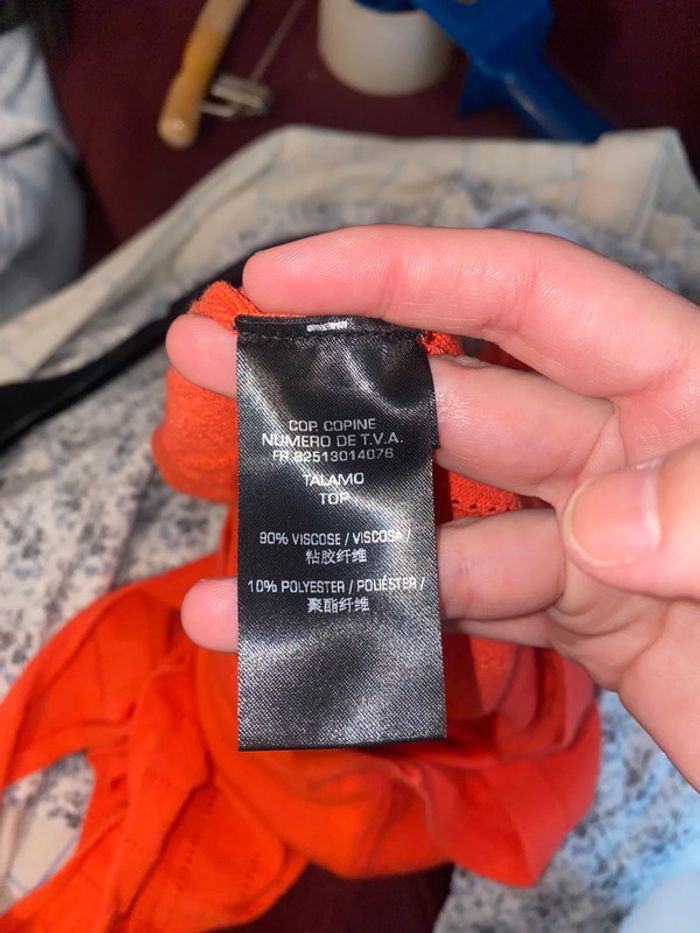 COP. COPINE
NUMERO DE T.V.A.
FR 82513014076
TALAMO
TOP
90% VISCOSE / VISCOSA /
粘胶纤维
10% POLYESTER / POLIÉSTER /
聚酯纤维